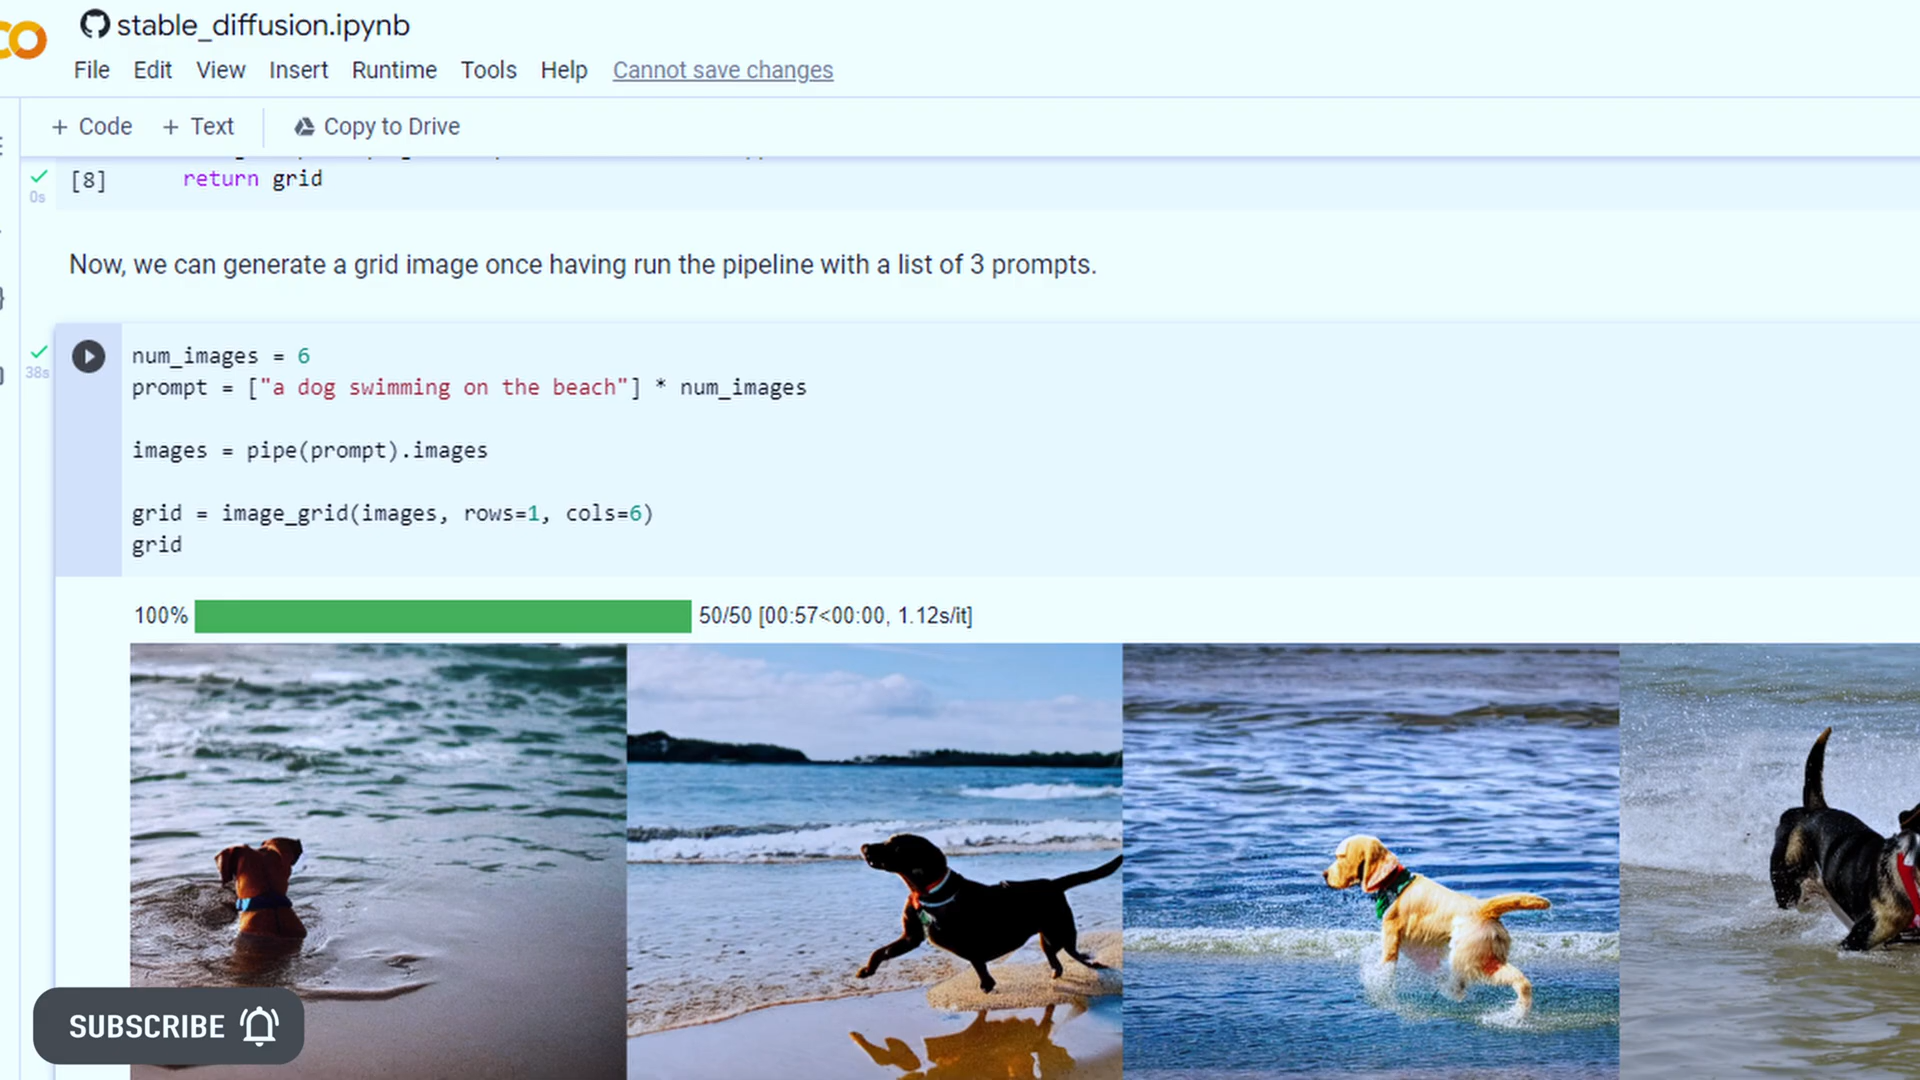 stable_diffusion.ipynb
File Edit View Insert Runtime Tools Help Cannot save changes
+ Code + Text Copy to Drive
[8] return grid
0s
Now, we can generate a grid image once having run the pipeline with a list of 3 prompts.
num_images = 6
38s
prompt = ["a dog swimming on the beach"] * num_images
images = pipe(prompt).images
grid = image_grid(images, rows=1, cols=6)
grid
100% 50/50 [00:57<00:00, 1.12s/it]
SUBSCRIBE